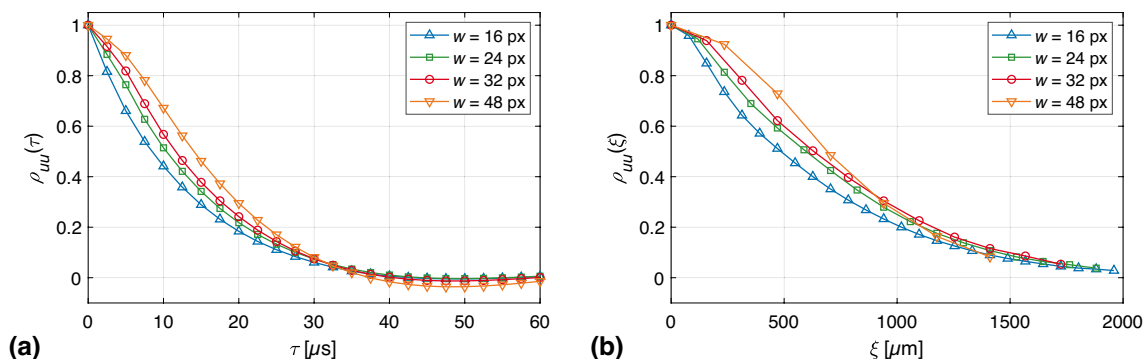 1
0.8
0.6
0.4
0.2
0
ρuu(τ)
0 10 20 30 40 50 60
τ [μs]
w = 16 px
w = 24 px
w = 32 px
w = 48 px
(a)
1
0.8
0.6
0.4
0.2
0
ρuu(ξ)
0 500 1000 1500 2000
ξ [μm]
w = 16 px
w = 24 px
w = 32 px
w = 48 px
(b)